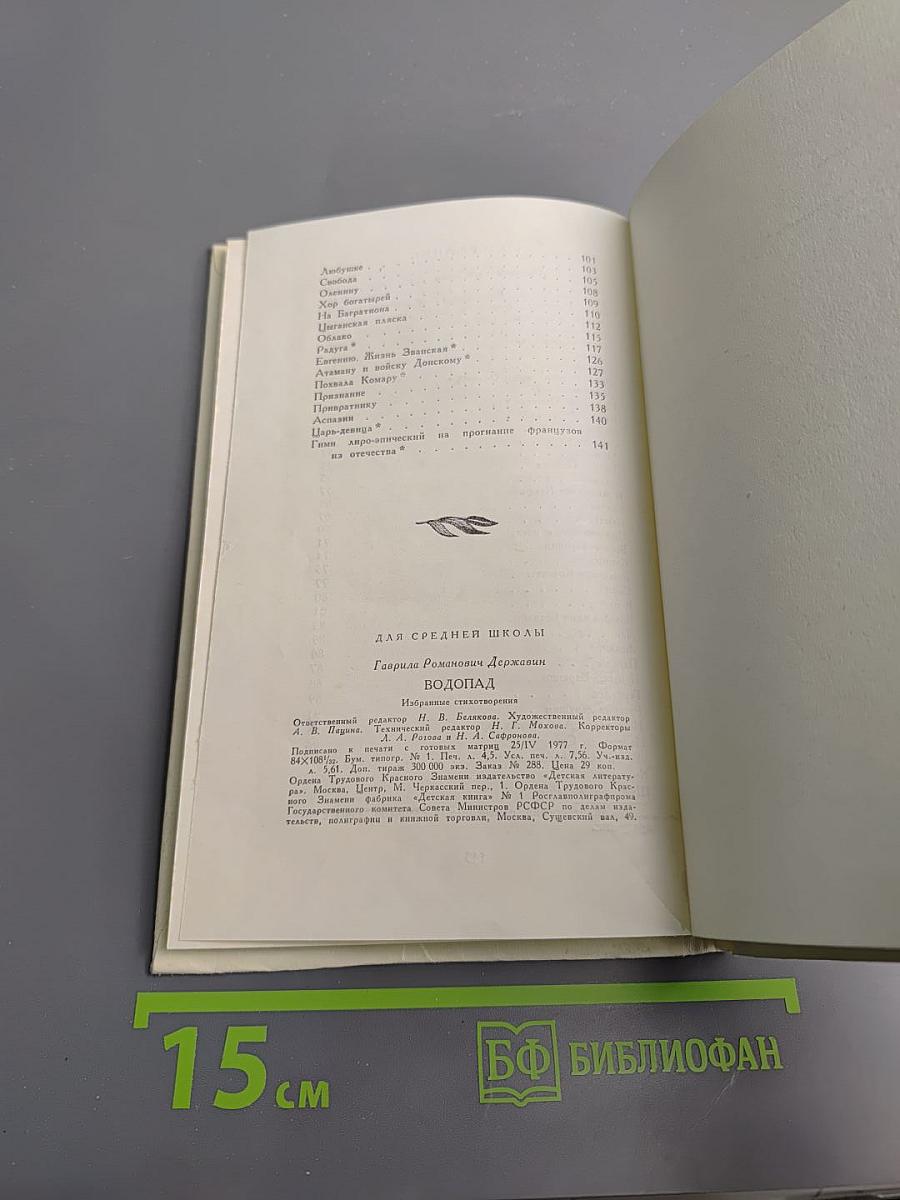 Любушке . . . 101
Свобода . . . 103
Оленину . . . 105
Хор богатырей . . . 108
На Багратиона . . . 109
Цыганская пляска . . . 110
Облако . . . 112
Радуга * . . . 115
Евгению. Жизнь Званская * . . . 117
Атаману и войску Донскому * . . . 126
Похвала Комару * . . . 127
Признание . . . 133
Привратнику . . . 135
Аспазии . . . 138
Царь-девица * . . . 140
Гимн лиро-эпический на прогнание французов
из отечества * . . . 141
ДЛЯ СРЕДНЕЙ ШКОЛЫ
Гаврила Романович Державин
ВОДОПАД
Избранные стихотворения
Ответственный редактор Н. В. Белякова. Художественный редактор
А. В. Пацина. Технический редактор Н. Г. Мохова. Корректоры
Л. А. Рогова и Н. А. Сафронова.
Подписано к печати с готовых матриц 25/IV 1977 г. Формат
84×108 1/32. Бум. типогр. № 1. Печ. л. 4,5. Усл. печ. л. 7,56. Уч.-изд.
л. 5,61. Доп. тираж 300 000 экз. Заказ № 288. Цена 29 коп.
Ордена Трудового Красного Знамени издательство «Детская литерату-
ра». Москва, Центр, М. Черкасский пер., 1. Ордена Трудового Крас-
ного Знамени фабрика «Детская книга» № 1 Росглавполиграфпрома
Государственного комитета Совета Министров РСФСР по делам изда-
тельств, полиграфии и книжной торговли, Москва, Сущевский вал, 49.
15 см
БФ БИБЛИОФАН